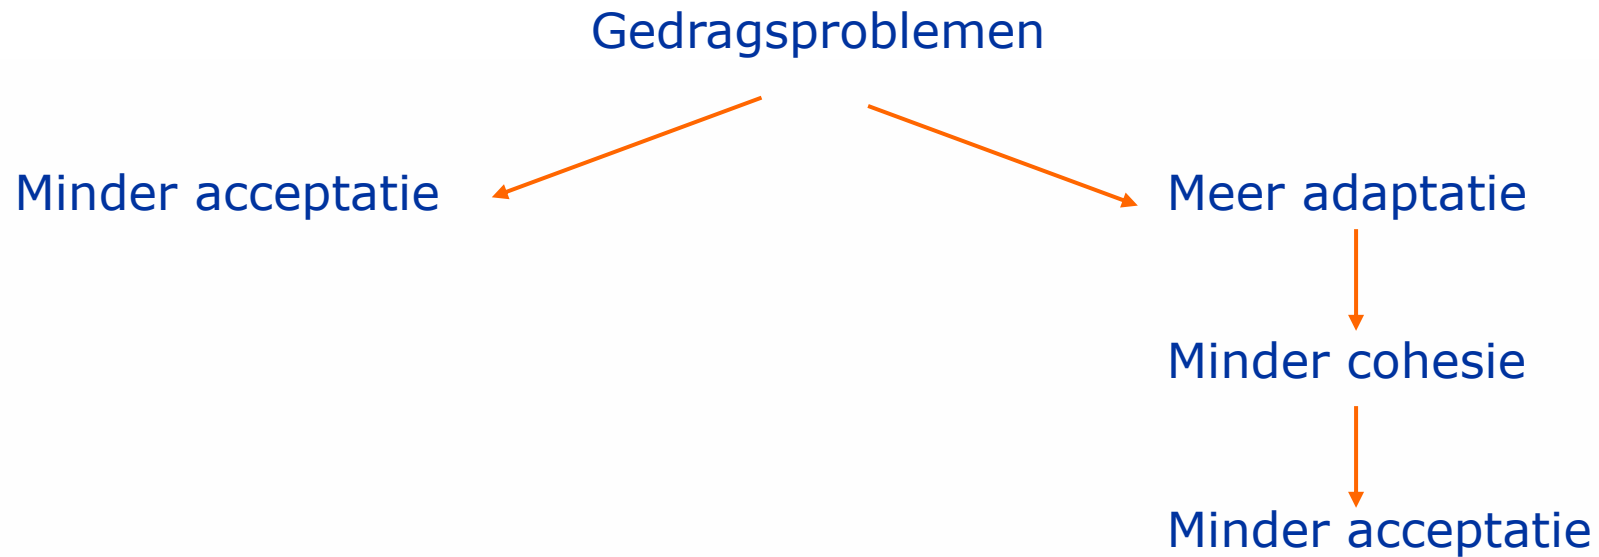 Gedragsproblemen
Minder acceptatie
Meer adaptatie
Minder cohesie
Minder acceptatie